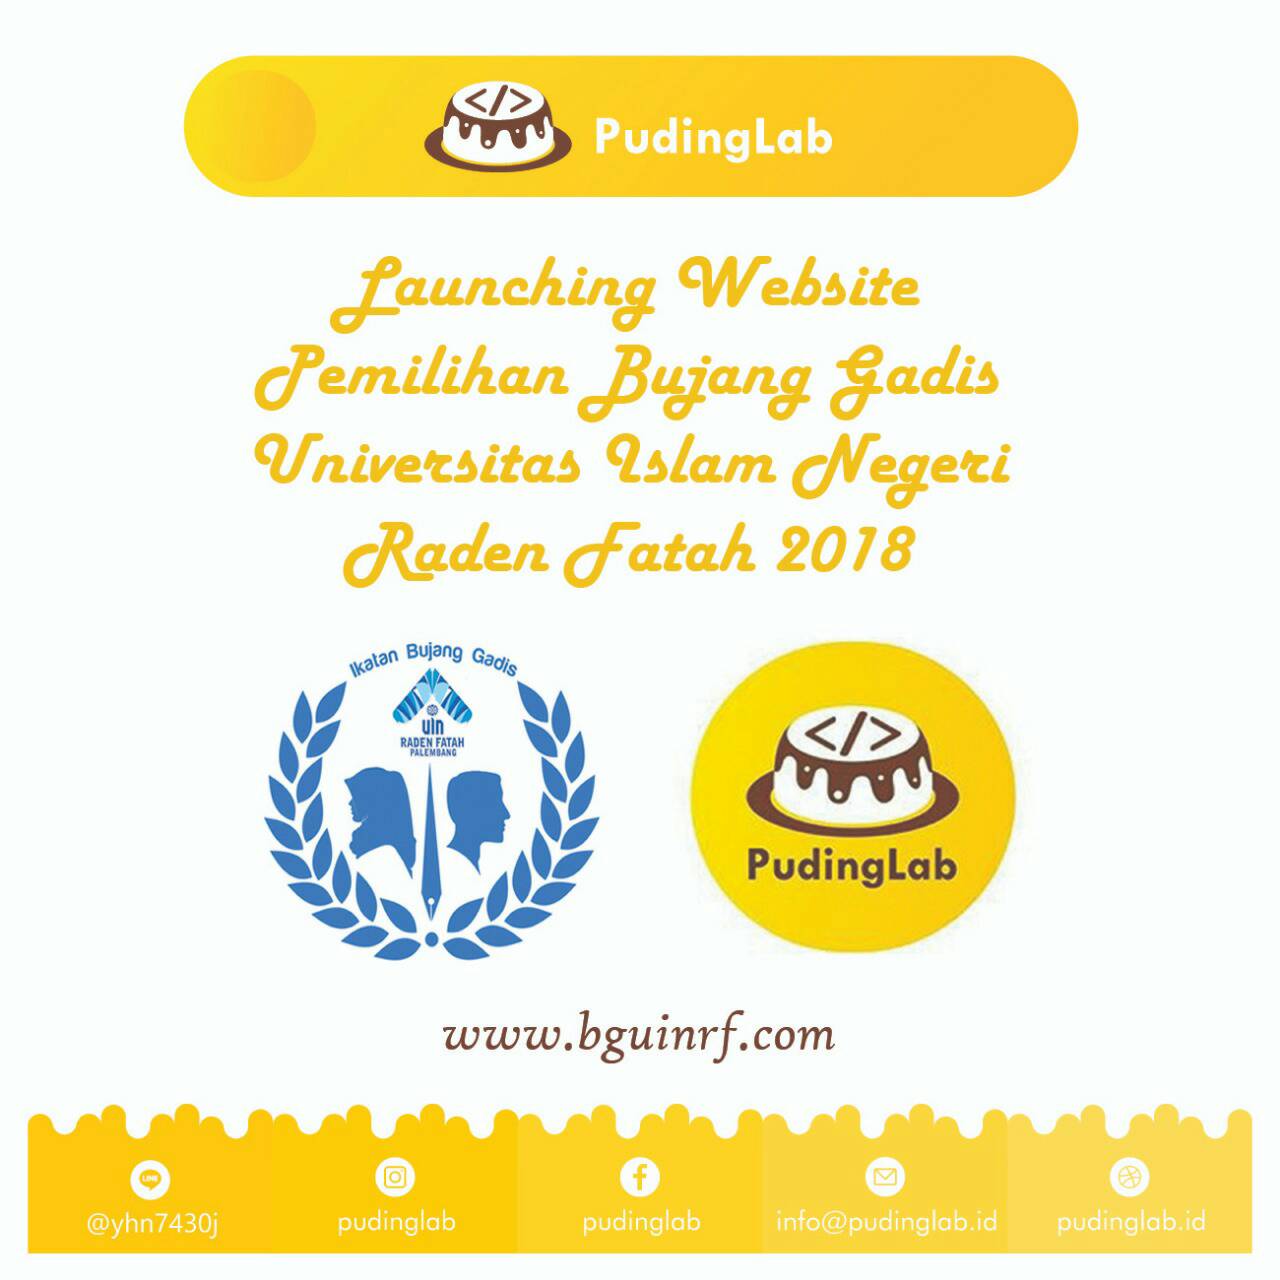 </> PudingLab
Launching Website
Pemilihan Bujang Gadis
Universitas Islam Negeri
Raden Fatah 2018
Ikatan Bujang Gadis
uin
RADEN FATAH
PALEMBANG
</>
PudingLab
www.bguinrf.com
LINE
@yhn7430j
pudinglab
pudinglab
info@pudinglab.id
pudinglab.id